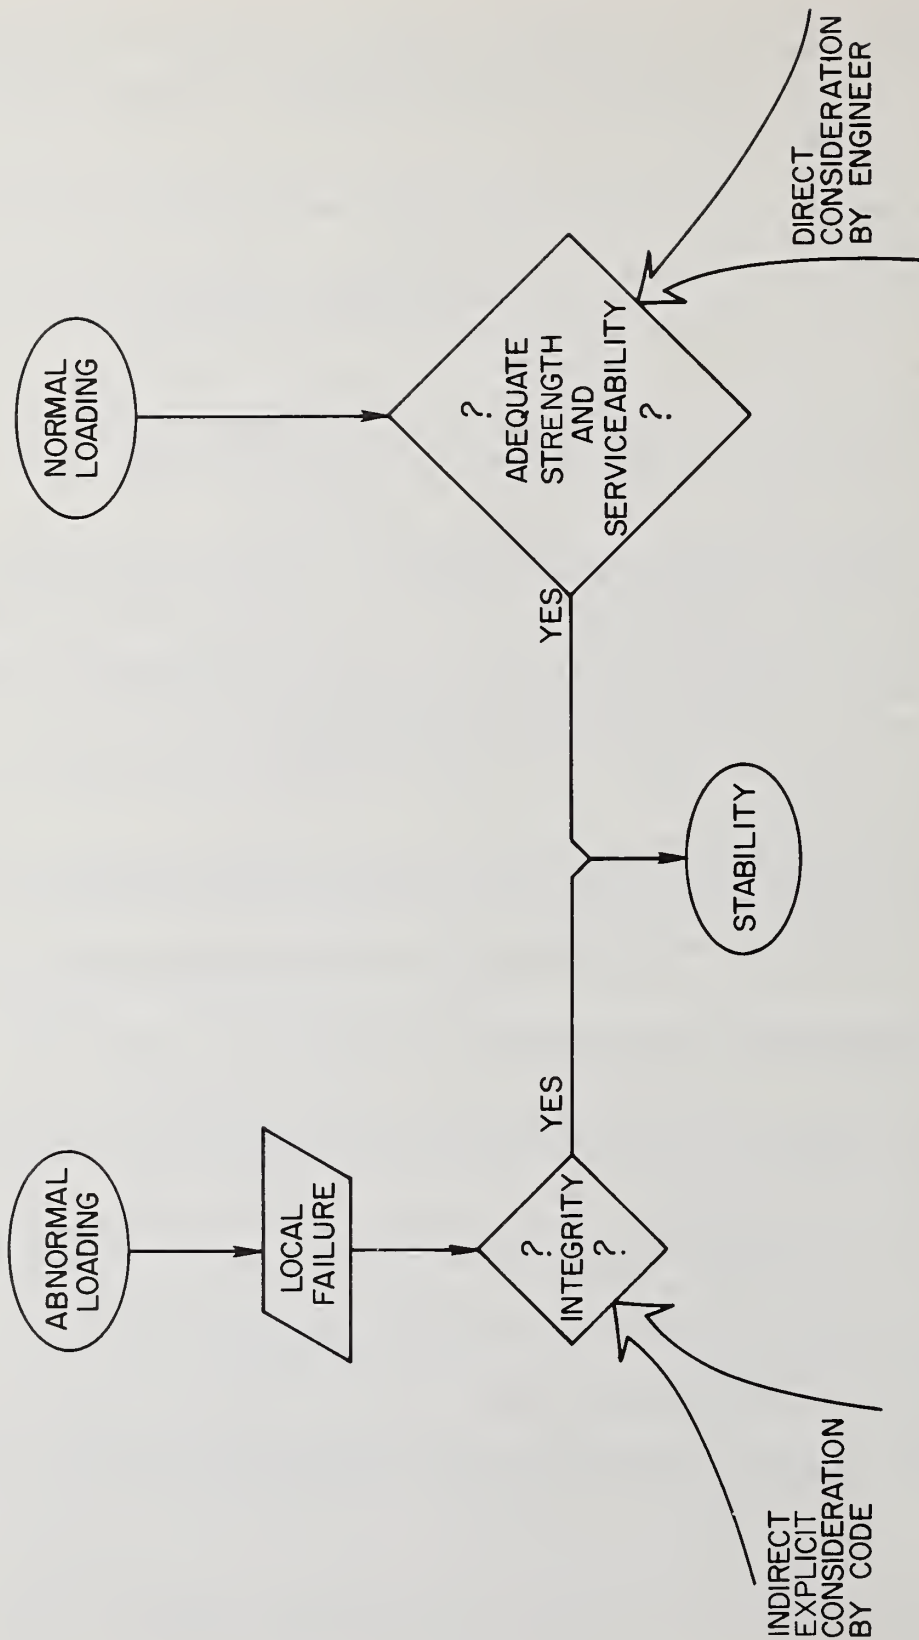 ABNORMAL
LOADING
LOCAL
FAILURE
?
INTEGRITY
?
YES
INDIRECT
EXPLICIT
CONSIDERATION
BY CODE
NORMAL
LOADING
?
ADEQUATE
STRENGTH
AND
SERVICEABILITY
?
YES
DIRECT
CONSIDERATION
BY ENGINEER
STABILITY